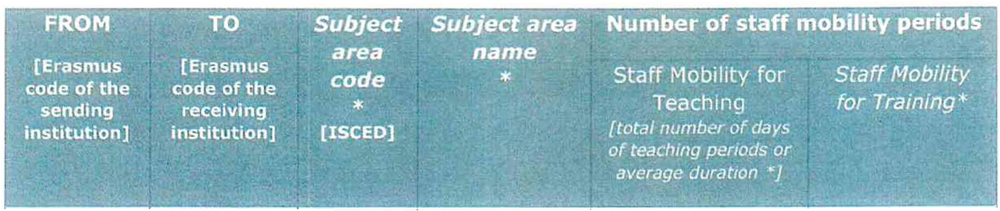 FROM
[Erasmus
code of the
sending
institution]
TO
[Erasmus
code of the
receiving
institution]
Subject
area
code
*
[ISCED]
Subject area
name
*
Number of staff mobility periods
Staff Mobility for
Teaching
[total number of days
of teaching periods or
average duration *]
Staff Mobility
for Training*